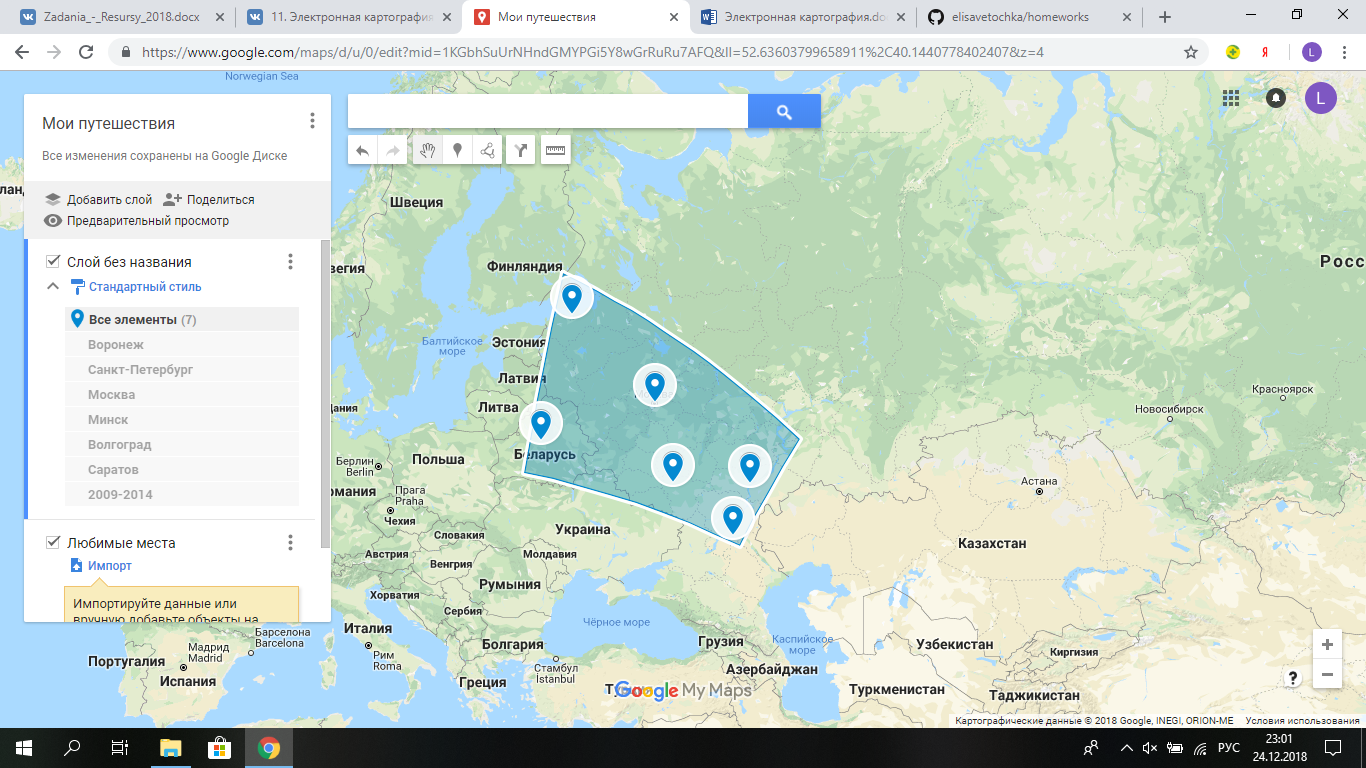 Zadania_-_Resursy_2018.docx
11. Электронная картография
Мои путешествия
Электронная картография.do
elisavetochka/homeworks
https://www.google.com/maps/d/u/0/edit?mid=1KGbhSuUrNHndGMYPGi5Y8wGrRuRu7AFQ&ll=52.63603799658911%2C40.1440778402407&z=4
Я
L
Norwegian Sea
Мои путешествия
Все изменения сохранены на Google Диске
Добавить слой
Поделиться
Предварительный просмотр
Слой без названия
Стандартный стиль
Все элементы (7)
Воронеж
Санкт-Петербург
Москва
Минск
Волгоград
Саратов
2009-2014
Любимые места
Импорт
Импортируйте данные или
вручную добавьте объекты на
L
Швеция
Финляндия
вегия
Росс
Балтийское
море
Эстония
Латвия
Литва
Дания
Беларусь
Красноярск
Новосибирск
Берлин
Berlin
Польша
рмания
Прага
Praha
Чехия
Астана
Украина
Словакия
Казахстан
Австрия
Молдавия
Венгрия
Румыния
Хорватия
Сербия
Чёрное море
Италия
Барселона
Barcelona
Болгария
Грузия
Каспийское
море
Узбекистан
Португалия
Мадрид
Madrid
Рим
Roma
Стамбул
İstanbul
Азербайджан
Киргизия
Испания
Греция
Google My Maps
Туркменистан
Таджикистан
Картографические данные © 2018 Google, INEGI, ORION-ME
Условия использования
РУС
23:01
24.12.2018